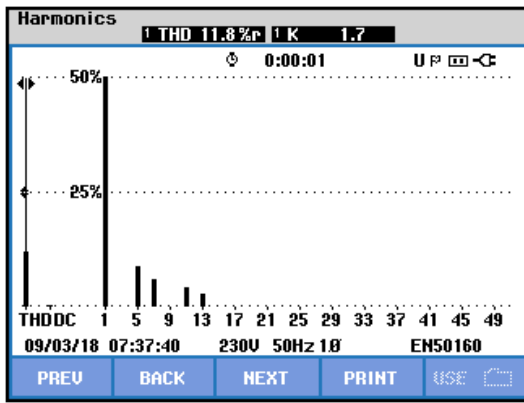 Harmonics
1 THD 11.8%r 1 K 1.7
0:00:01 U
50%
25%
THDDC 1 5 9 13 17 21 25 29 33 37 41 45 49
09/03/18 07:37:40 230V 50Hz 1Ø EN50160
PREV BACK NEXT PRINT USE